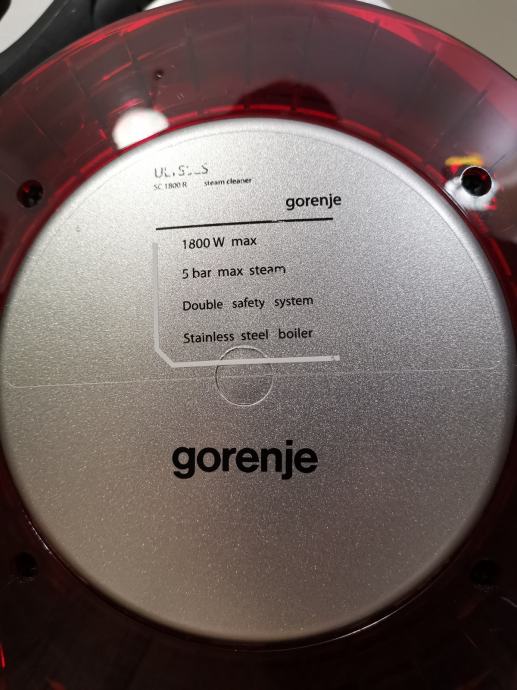 SC 1800 R steam cleaner
gorenje
1800 W max
5 bar max steam
Double safety system
Stainless steel boiler
gorenje